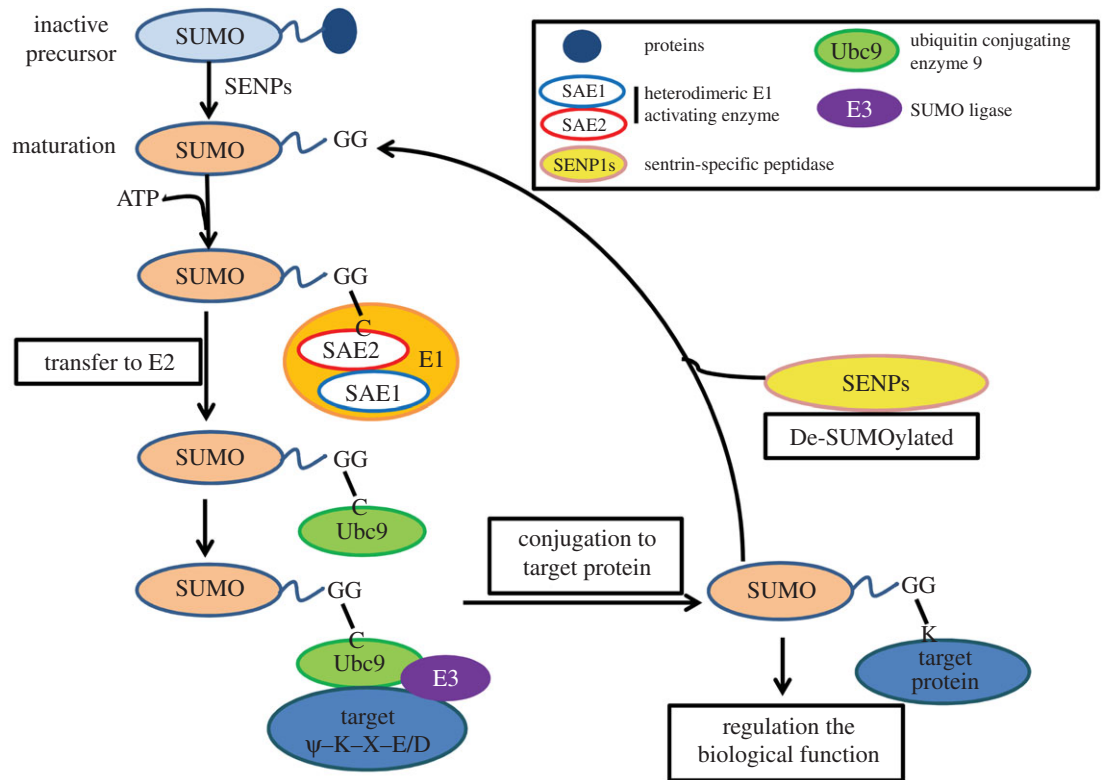 inactive
precursor
SUMO
SENPs
maturation
SUMO
GG
ATP
SUMO
GG
C
SAE2
E1
SAE1
transfer to E2
SUMO
GG
C
Ubc9
SUMO
GG
C
Ubc9
E3
target
ψ–K–X–E/D
conjugation to
target protein
SUMO
GG
K
target
protein
regulation the
biological function
SENPs
De-SUMOylated
proteins
SAE1
SAE2
heterodimeric E1
activating enzyme
SENP1s
sentrin-specific peptidase
Ubc9
ubiquitin conjugating
enzyme 9
E3
SUMO ligase